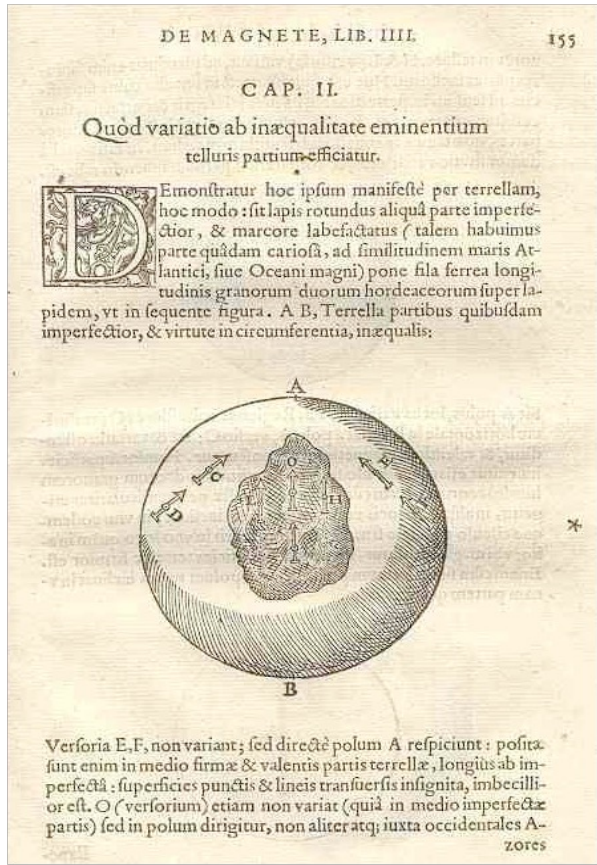 DE MAGNETE, LIB. IIII.
155
CAP. II.
Quòd variatio ab inæqualitate eminentium
telluris partium efficiatur.
DEmonſtratur hoc ipſum manifeſtè per terrellam,
hoc modo: ſit lapis rotundus aliquâ parte imperfe-
ctior, & marcore labefactatus (talem habuimus
parte quâdam carioſâ, ad ſimilitudinem maris At-
lantici, ſiue Oceani magni) pone fila ferrea longi-
tudinis granorum duorum hordeaceorum ſuper la-
pidem, vt in ſequente figura. A B, Terrella partibus quibuſdam
imperfectior, & virtute in circumferentia, inæqualis:
A
O
C
E
D
H
*
B
Verſoria E, F, non variant; ſed directè polum A reſpiciunt: poſita
ſunt enim in medio firmæ & valentis partis terrellæ, longiùs ab im-
perfectâ: ſuperficies punctis & lineis tranſuerſis inſignita, imbecilli-
or eſt. O (verſorium) etiam non variat (quiâ in medio imperfectæ
partis) ſed in polum dirigitur, non aliter atq; iuxta occidentales A-
zores